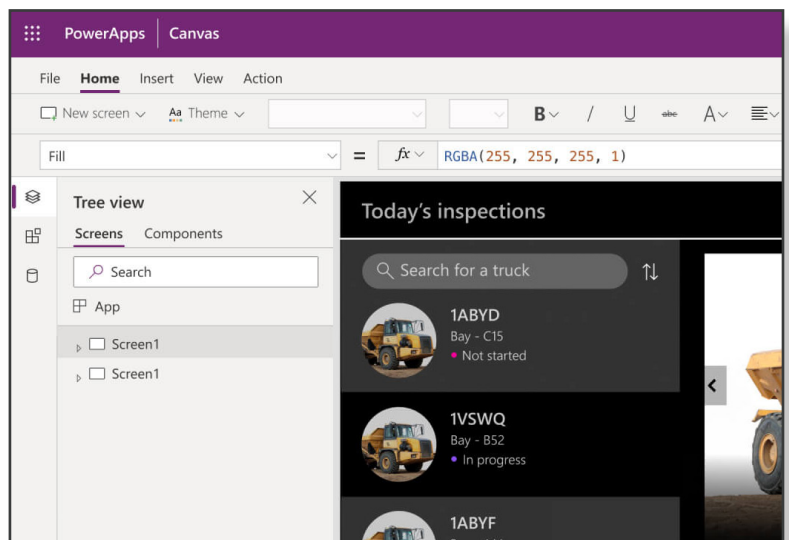 PowerApps Canvas
File Home Insert View Action
New screen Aa Theme B / U abc A
Fill = fx RGBA(255, 255, 255, 1)
Tree view
Screens Components
Search
App
Screen1
Screen1
Today's inspections
Search for a truck
1ABYD
Bay - C15
Not started
1VSWQ
Bay - B52
In progress
1ABYF